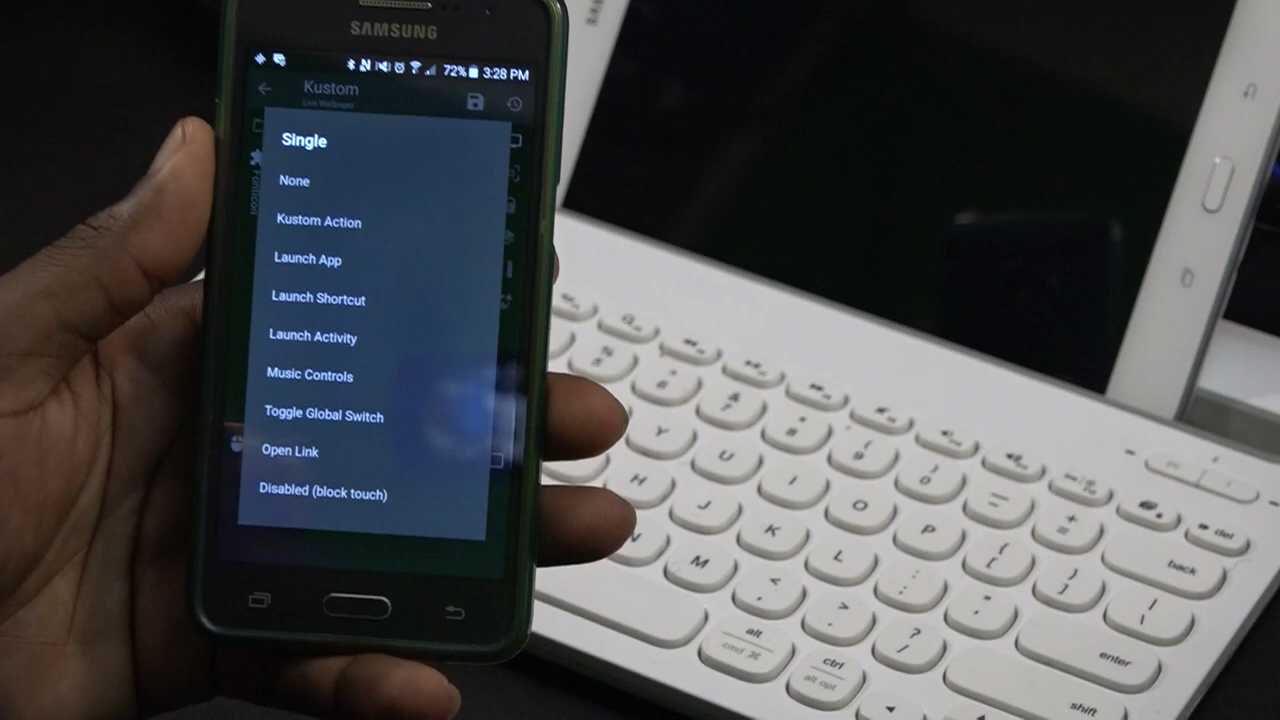 SAMSUNG
72% 3:28 PM
Kustom
Live Wallpaper
Single
None
Kustom Action
Launch App
Launch Shortcut
Launch Activity
Music Controls
Toggle Global Switch
Open Link
Disabled (block touch)
Fonticon
del
back
Y U I O P
H J K L
enter
N M
shift
alt
cmd ⌘
ctrl
alt opt